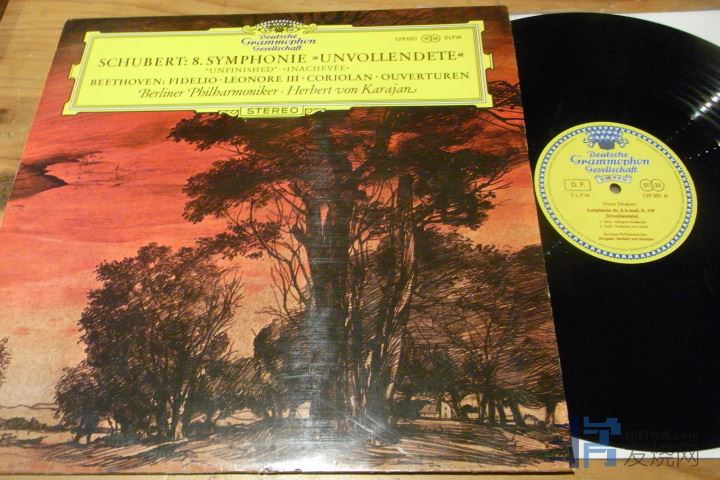 Deutsche
Grammophon
Gesellschaft
139 001 SLPM
SCHUBERT: 8. SYMPHONIE »UNVOLLENDETE«
"UNFINISHED" · «INACHEVÉE»
BEETHOVEN: FIDELIO · LEONORE III · CORIOLAN · OUVERTUREN
Berliner Philharmoniker · Herbert von Karajan
STEREO
Deutsche
Grammophon
Gesellschaft
D.P.
SLPM
139 001 A
Franz Schubert
Symphonie Nr. 8 h-moll, D. 759
(Unvollendete)
Berliner Philharmoniker
Dirigent: Herbert von Karajan
HiFi168.com
发烧网